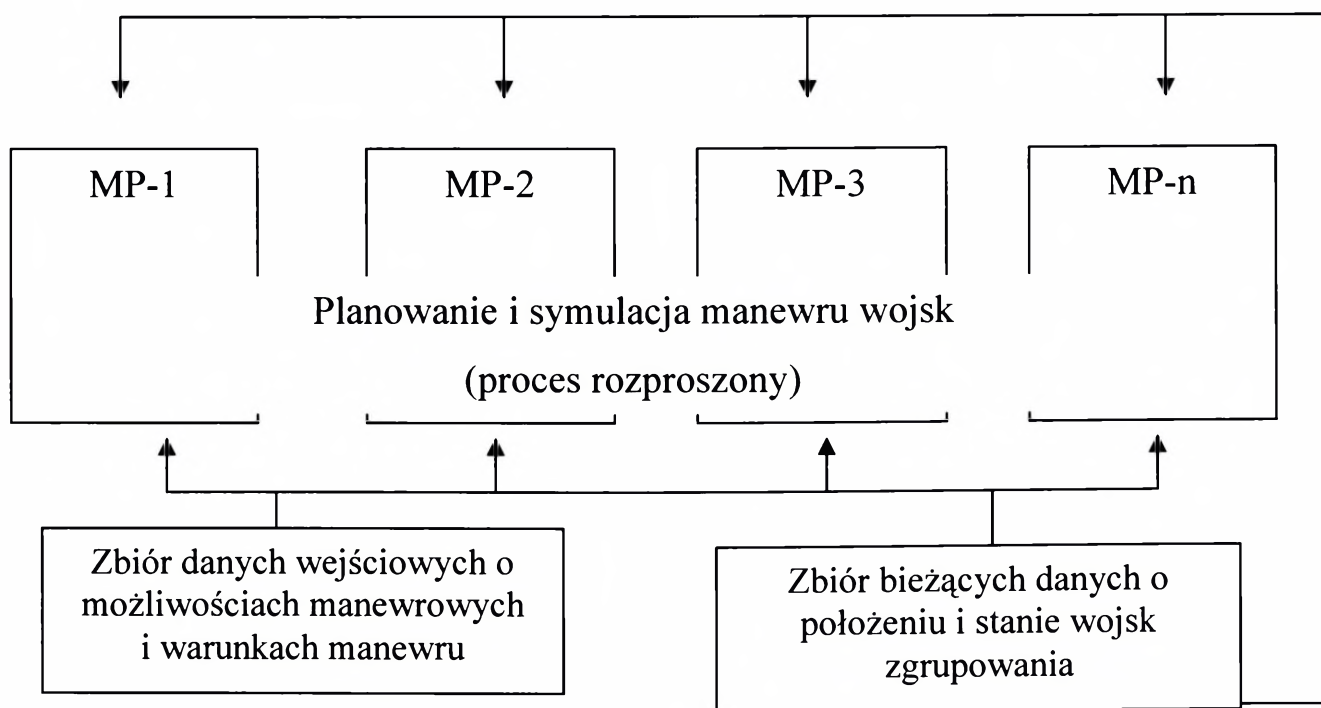 MP-1
MP-2
MP-3
MP-n
Planowanie i symulacja manewru wojsk
(proces rozproszony)
Zbiór danych wejściowych o
możliwościach manewrowych
i warunkach manewru
Zbiór bieżących danych o
położeniu i stanie wojsk
zgrupowania